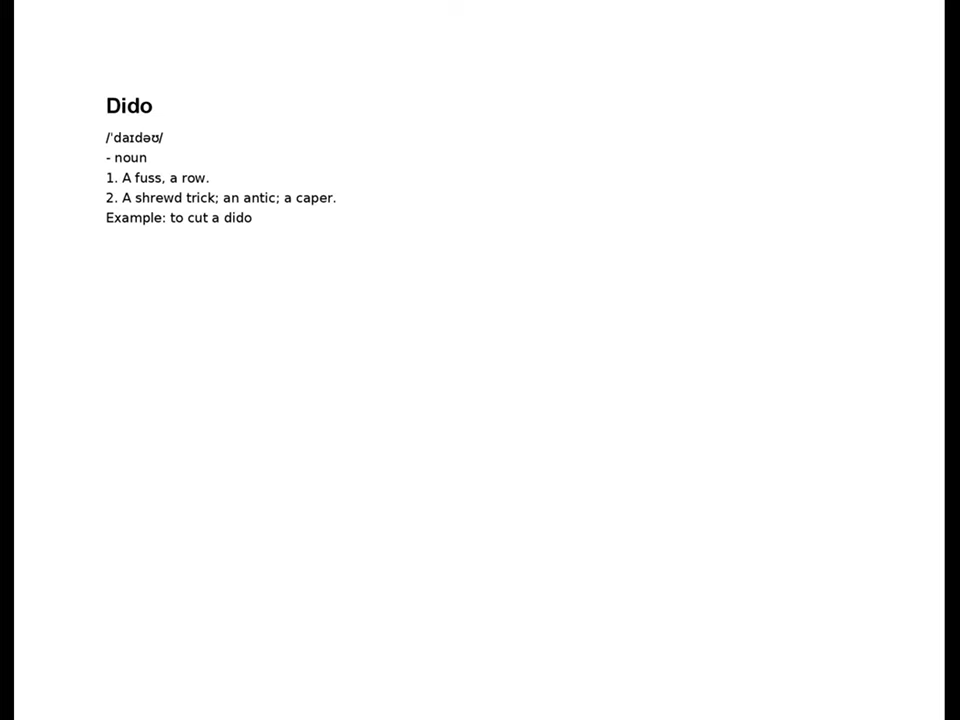 Dido
/ˈdaɪdəʊ/
- noun
1. A fuss, a row.
2. A shrewd trick; an antic; a caper.
Example: to cut a dido